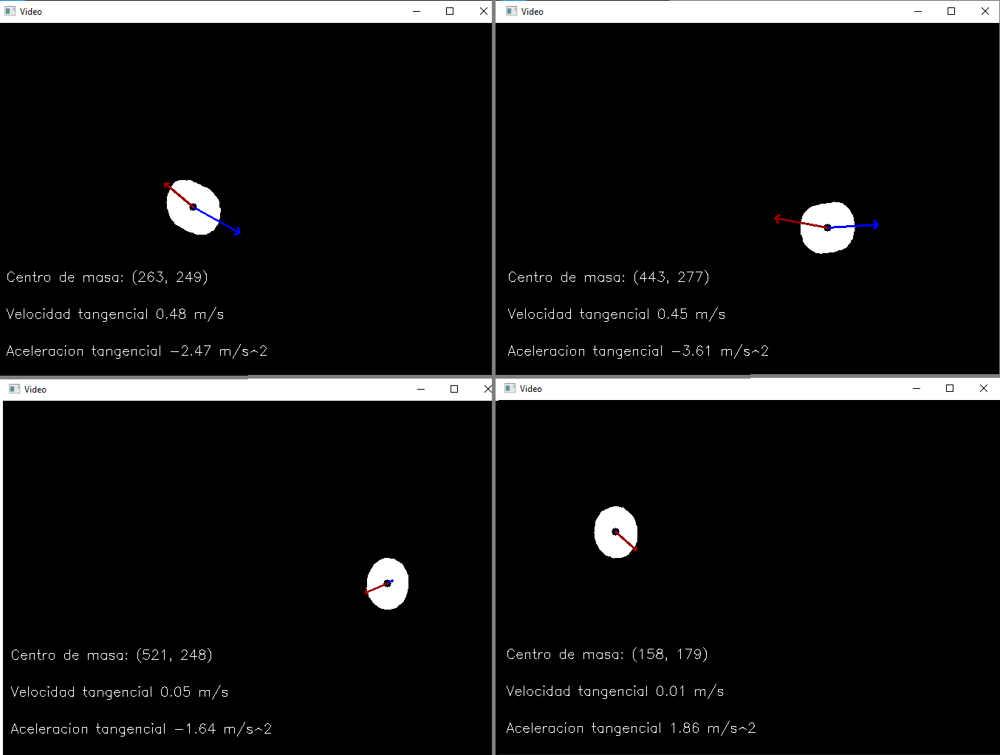 Video
Centro de masa: (263, 249)
Velocidad tangencial 0.48 m/s
Aceleracion tangencial -2.47 m/s^2
Video
Centro de masa: (443, 277)
Velocidad tangencial 0.45 m/s
Aceleracion tangencial -3.61 m/s^2
Video
Centro de masa: (521, 248)
Velocidad tangencial 0.05 m/s
Aceleracion tangencial -1.64 m/s^2
Video
Centro de masa: (158, 179)
Velocidad tangencial 0.01 m/s
Aceleracion tangencial 1.86 m/s^2